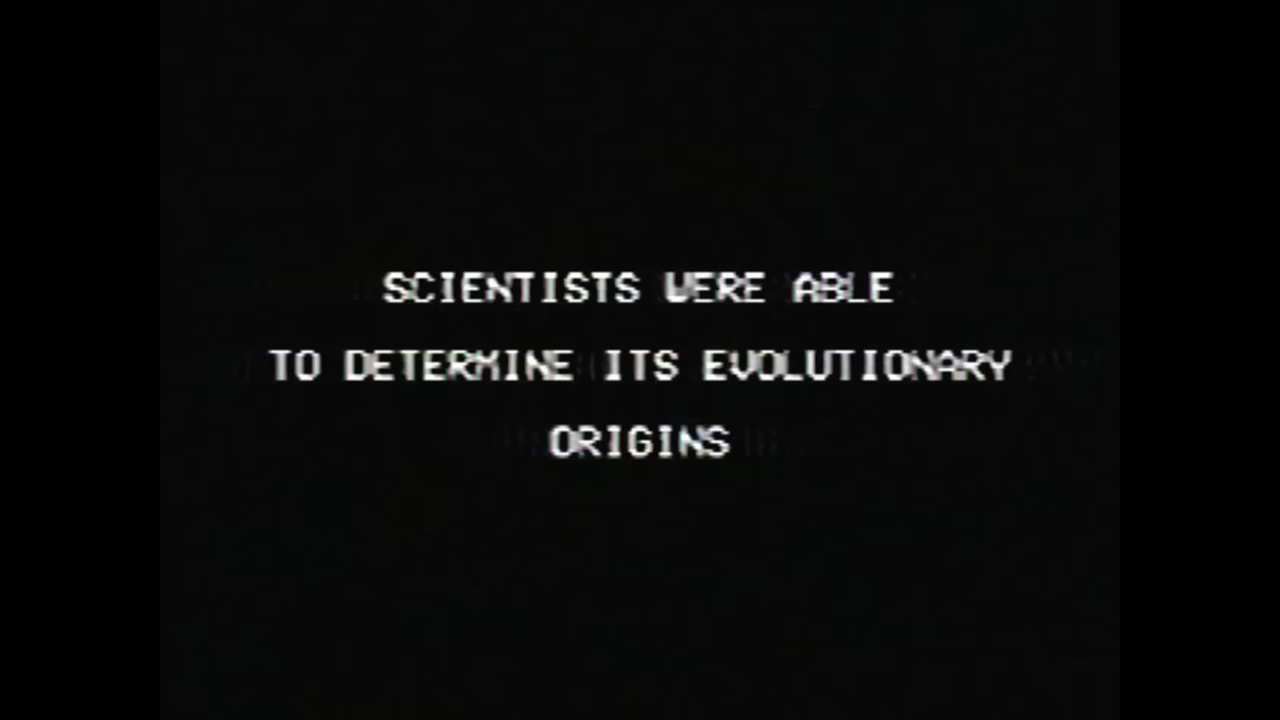 SCIENTISTS WERE ABLE
TO DETERMINE ITS EVOLUTIONARY
ORIGINS